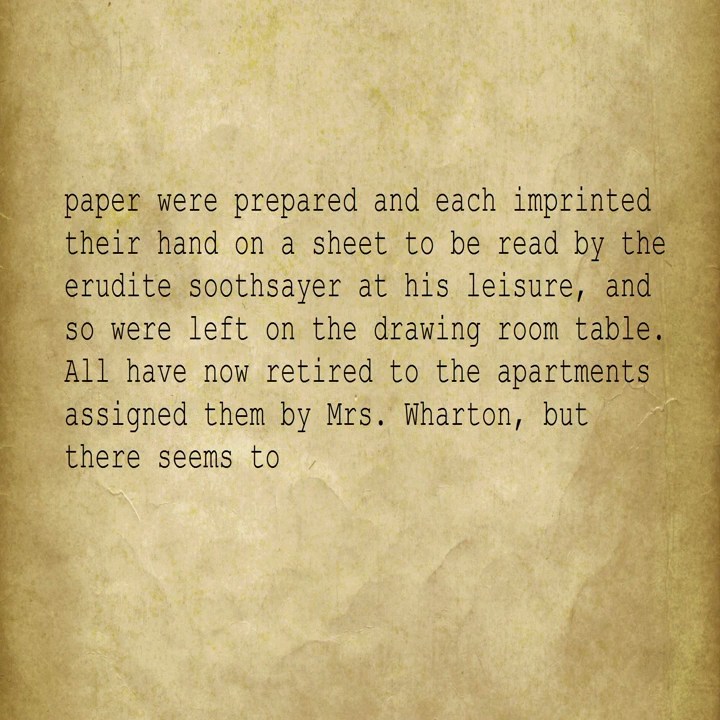 paper were prepared and each imprinted
their hand on a sheet to be read by the
erudite soothsayer at his leisure, and
so were left on the drawing room table.
All have now retired to the apartments
assigned them by Mrs. Wharton, but
there seems to